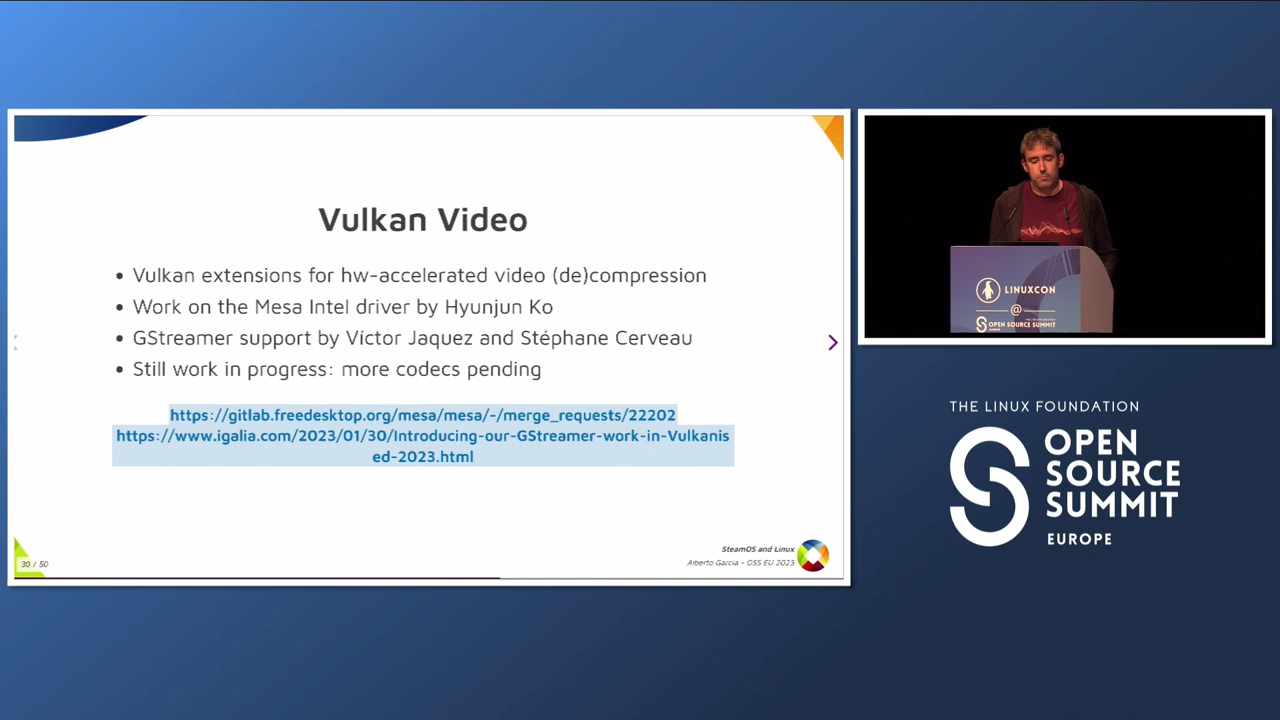 Vulkan Video
• Vulkan extensions for hw-accelerated video (de)compression
• Work on the Mesa Intel driver by Hyunjun Ko
• GStreamer support by Víctor Jaquez and Stéphane Cerveau
• Still work in progress: more codecs pending
https://gitlab.freedesktop.org/mesa/mesa/-/merge_requests/22202
https://www.igalia.com/2023/01/30/Introducing-our-GStreamer-work-in-Vulkanis
ed-2023.html
30 / 50
SteamOS and Linux
Alberto Garcia - OSS EU 2023
LINUXCON
@
THE LINUX FOUNDATION
OPEN SOURCE SUMMIT
EUROPE
THE LINUX FOUNDATION
OPEN
SOURCE
SUMMIT
EUROPE